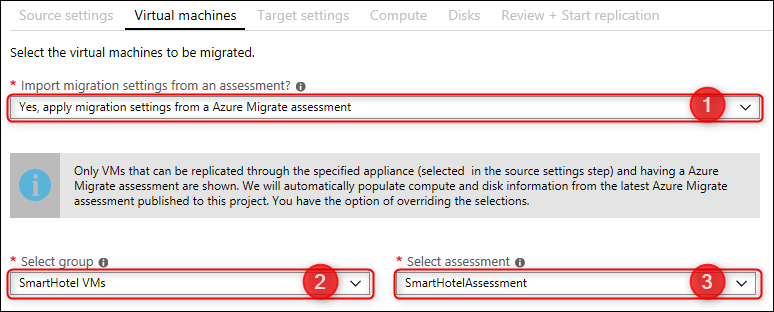 Source settings Virtual machines Target settings Compute Disks Review + Start replication
Select the virtual machines to be migrated.
* Import migration settings from an assessment? i
Yes, apply migration settings from a Azure Migrate assessment 1
Only VMs that can be replicated through the specified appliance (selected in the source settings step) and having a Azure
Migrate assessment are shown. We will automatically populate compute and disk information from the latest Azure Migrate
assessment published to this project. You have the option of overriding the selections.
* Select group i * Select assessment i
SmartHotel VMs 2 SmartHotelAssessment 3